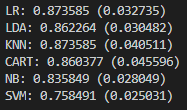 LR: 0.873585 (0.032735)
LDA: 0.862264 (0.030482)
KNN: 0.873585 (0.040511)
CART: 0.860377 (0.045596)
NB: 0.835849 (0.028049)
SVM: 0.758491 (0.025031)